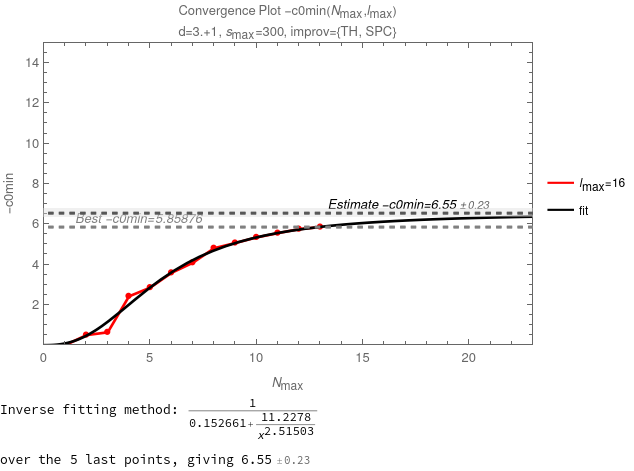 Convergence Plot −c0min(Nmax,lmax)
d=3.+1, smax=300, improv={TH, SPC}
14
12
10
8
6
4
2
−c0min
Estimate −c0min=6.55 ±0.23
Best −c0min=5.85876
lmax=16
fit
0 5 10 15 20
Nmax
Inverse fitting method: 1
0.152661+ 11.2278
x2.51503
over the 5 last points, giving 6.55 ±0.23